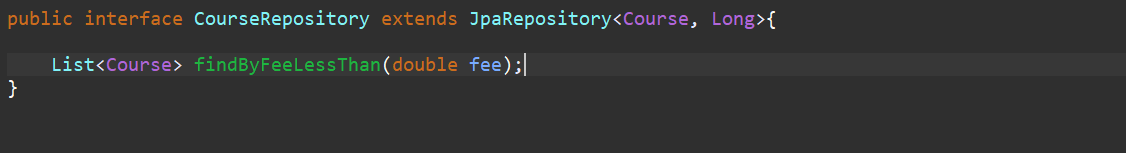 public interface CourseRepository extends JpaRepository<Course, Long>{
List<Course> findByFeeLessThan(double fee);
}